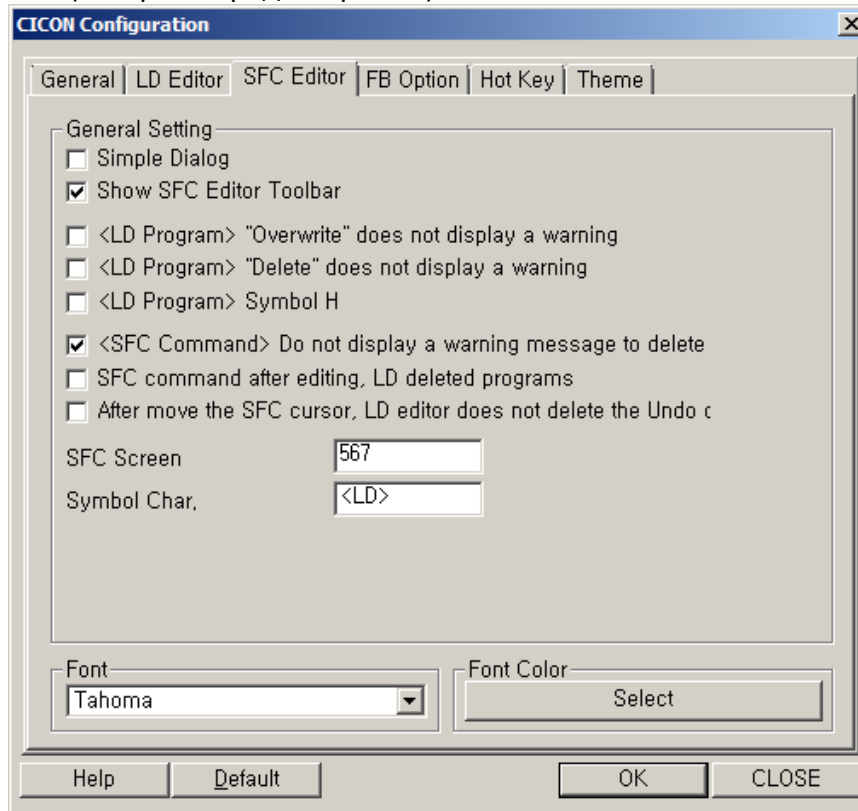 CICON Configuration
General LD Editor SFC Editor FB Option Hot Key Theme
General Setting
Simple Dialog
Show SFC Editor Toolbar
<LD Program> "Overwrite" does not display a warning
<LD Program> "Delete" does not display a warning
<LD Program> Symbol H
<SFC Command> Do not display a warning message to delete
SFC command after editing, LD deleted programs
After move the SFC cursor, LD editor does not delete the Undo
SFC Screen 567
Symbol Char, <LD>
Font Font Color
Tahoma Select
Help Default OK CLOSE